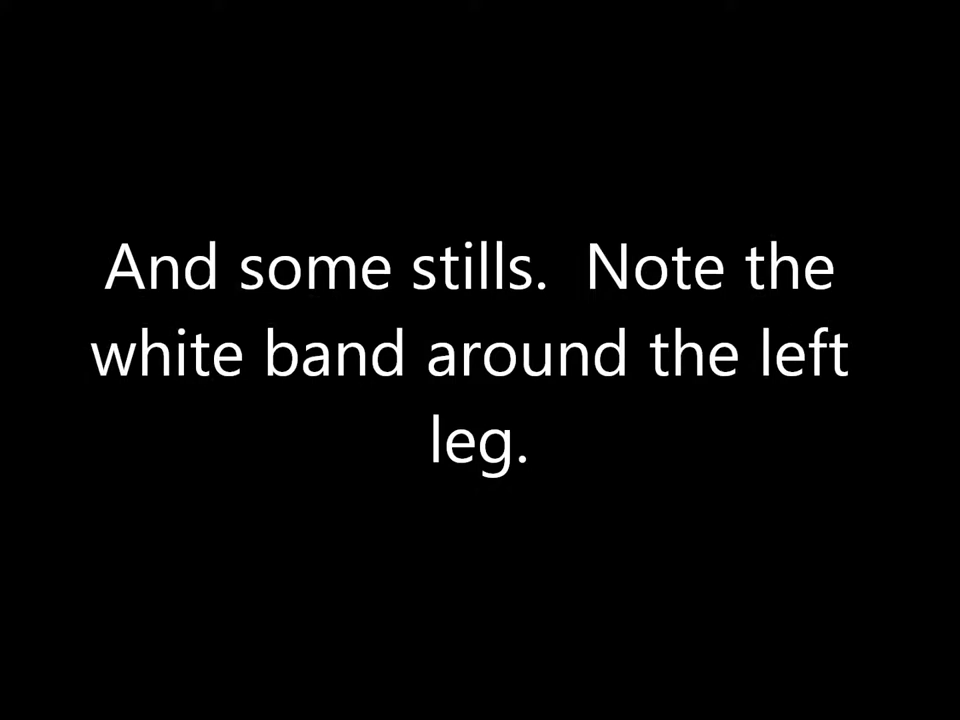 And some stills.  Note the
white band around the left
leg.